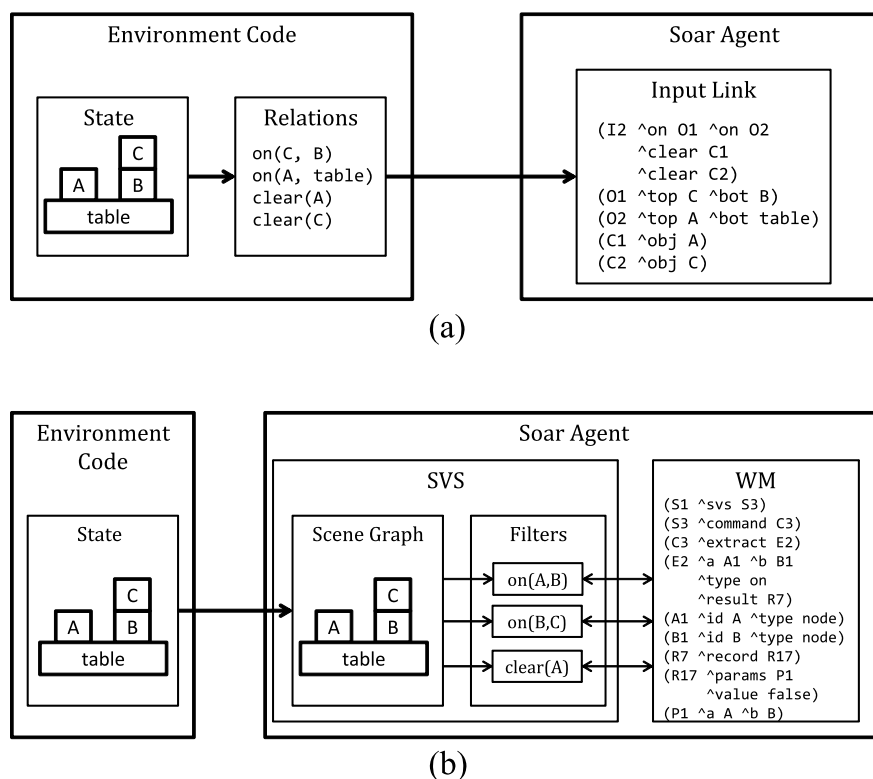 Environment Code
Soar Agent
State
C
A
B
table
Relations
on(C, B)
on(A, table)
clear(A)
clear(C)
Input Link
(I2 ^on O1 ^on O2
^clear C1
^clear C2)
(O1 ^top C ^bot B)
(O2 ^top A ^bot table)
(C1 ^obj A)
(C2 ^obj C)
(a)
Environment
Code
State
C
A
B
table
Soar Agent
SVS
Scene Graph
C
A
B
table
Filters
on(A,B)
on(B,C)
clear(A)
WM
(S1 ^svs S3)
(S3 ^command C3)
(C3 ^extract E2)
(E2 ^a A1 ^b B1
^type on
^result R7)
(A1 ^id A ^type node)
(B1 ^id B ^type node)
(R7 ^record R17)
(R17 ^params P1
^value false)
(P1 ^a A ^b B)
(b)